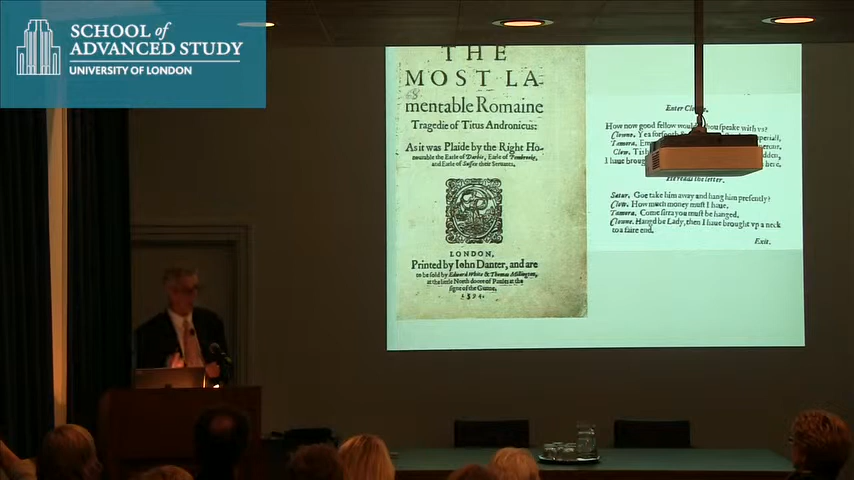 SCHOOL of
ADVANCED STUDY
UNIVERSITY OF LONDON
THE
MOST LA-
mentable Romaine
Tragedie of Titus Andronicus:
As it was Plaide by the Right Ho-
nourable the Earle of Darbie, Earle of Pembrooke,
and Earle of Sussex their Seruants.
LONDON,
Printed by Iohn Danter, and are
to be sold by Edward White & Thomas Millington,
at the little North doore of Paules at the
signe of the Gunne.
1594.
Enter
How now good fellow would thou speake with vs?
Clowne. Yea forsooth
Tamora.
Clow.
I haue
here.
He reads the letter.
Satur. Goe take him away and hang him presently?
Clow. How much money must I haue.
Tamora. Come sirra you must be hanged.
Clowne. Hangd be Lady, then I haue brought vp a neck
to a faire end.
Exit.